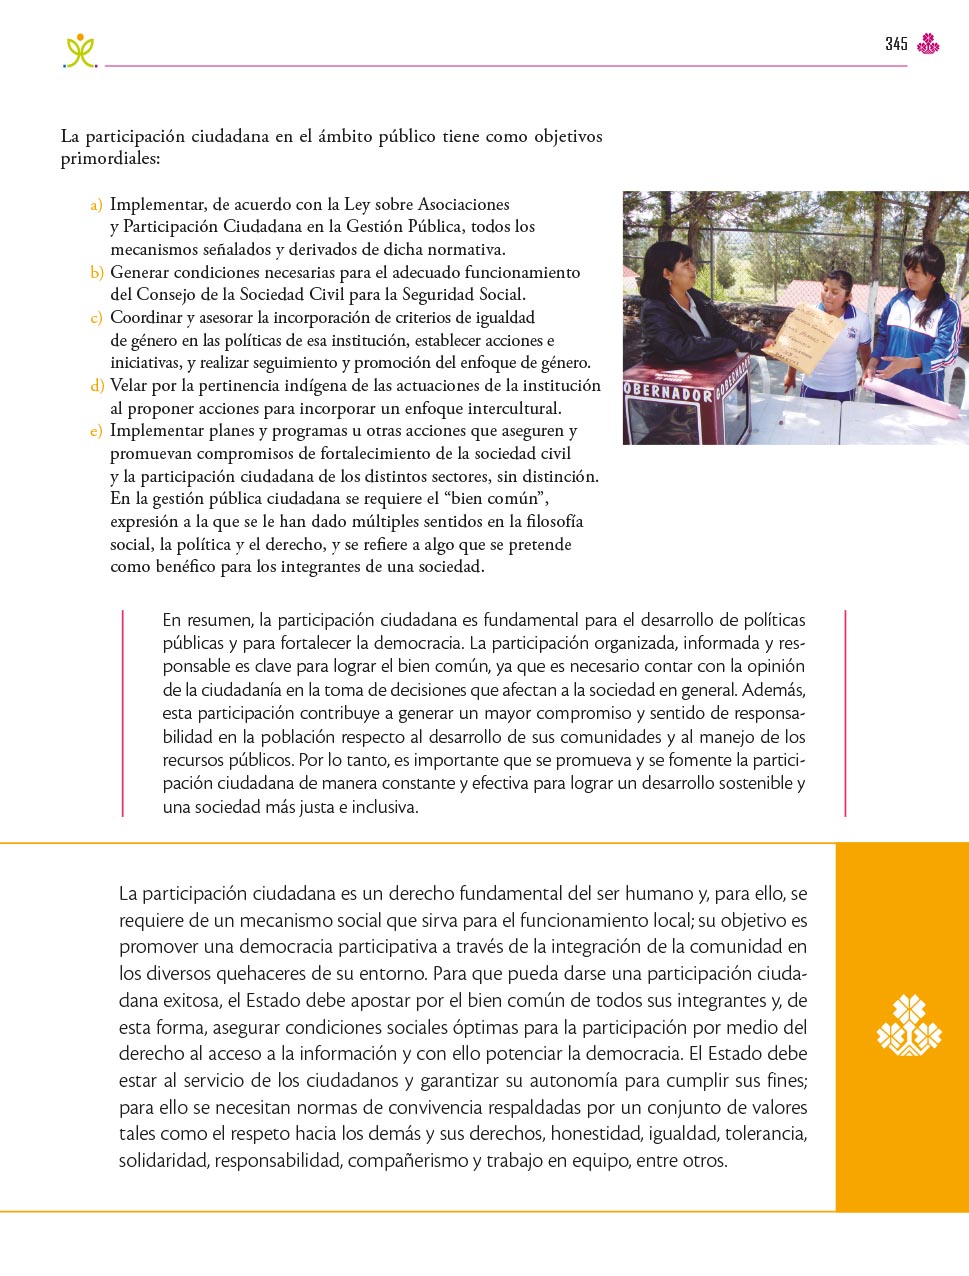 345
La participación ciudadana en el ámbito público tiene como objetivos
primordiales:
a) Implementar, de acuerdo con la Ley sobre Asociaciones
y Participación Ciudadana en la Gestión Pública, todos los
mecanismos señalados y derivados de dicha normativa.
b) Generar condiciones necesarias para el adecuado funcionamiento
del Consejo de la Sociedad Civil para la Seguridad Social.
c) Coordinar y asesorar la incorporación de criterios de igualdad
de género en las políticas de esa institución, establecer acciones e
iniciativas, y realizar seguimiento y promoción del enfoque de género.
d) Velar por la pertinencia indígena de las actuaciones de la institución
al proponer acciones para incorporar un enfoque intercultural.
e) Implementar planes y programas u otras acciones que aseguren y
promuevan compromisos de fortalecimiento de la sociedad civil
y la participación ciudadana de los distintos sectores, sin distinción.
En la gestión pública ciudadana se requiere el “bien común”,
expresión a la que se le han dado múltiples sentidos en la filosofía
social, la política y el derecho, y se refiere a algo que se pretende
como benéfico para los integrantes de una sociedad.
OBERNADOR
GOBERNADOR
En resumen, la participación ciudadana es fundamental para el desarrollo de políticas
públicas y para fortalecer la democracia. La participación organizada, informada y res-
ponsable es clave para lograr el bien común, ya que es necesario contar con la opinión
de la ciudadanía en la toma de decisiones que afectan a la sociedad en general. Además,
esta participación contribuye a generar un mayor compromiso y sentido de responsa-
bilidad en la población respecto al desarrollo de sus comunidades y al manejo de los
recursos públicos. Por lo tanto, es importante que se promueva y se fomente la partici-
pación ciudadana de manera constante y efectiva para lograr un desarrollo sostenible y
una sociedad más justa e inclusiva.
La participación ciudadana es un derecho fundamental del ser humano y, para ello, se
requiere de un mecanismo social que sirva para el funcionamiento local; su objetivo es
promover una democracia participativa a través de la integración de la comunidad en
los diversos quehaceres de su entorno. Para que pueda darse una participación ciuda-
dana exitosa, el Estado debe apostar por el bien común de todos sus integrantes y, de
esta forma, asegurar condiciones sociales óptimas para la participación por medio del
derecho al acceso a la información y con ello potenciar la democracia. El Estado debe
estar al servicio de los ciudadanos y garantizar su autonomía para cumplir sus fines;
para ello se necesitan normas de convivencia respaldadas por un conjunto de valores
tales como el respeto hacia los demás y sus derechos, honestidad, igualdad, tolerancia,
solidaridad, responsabilidad, compañerismo y trabajo en equipo, entre otros.